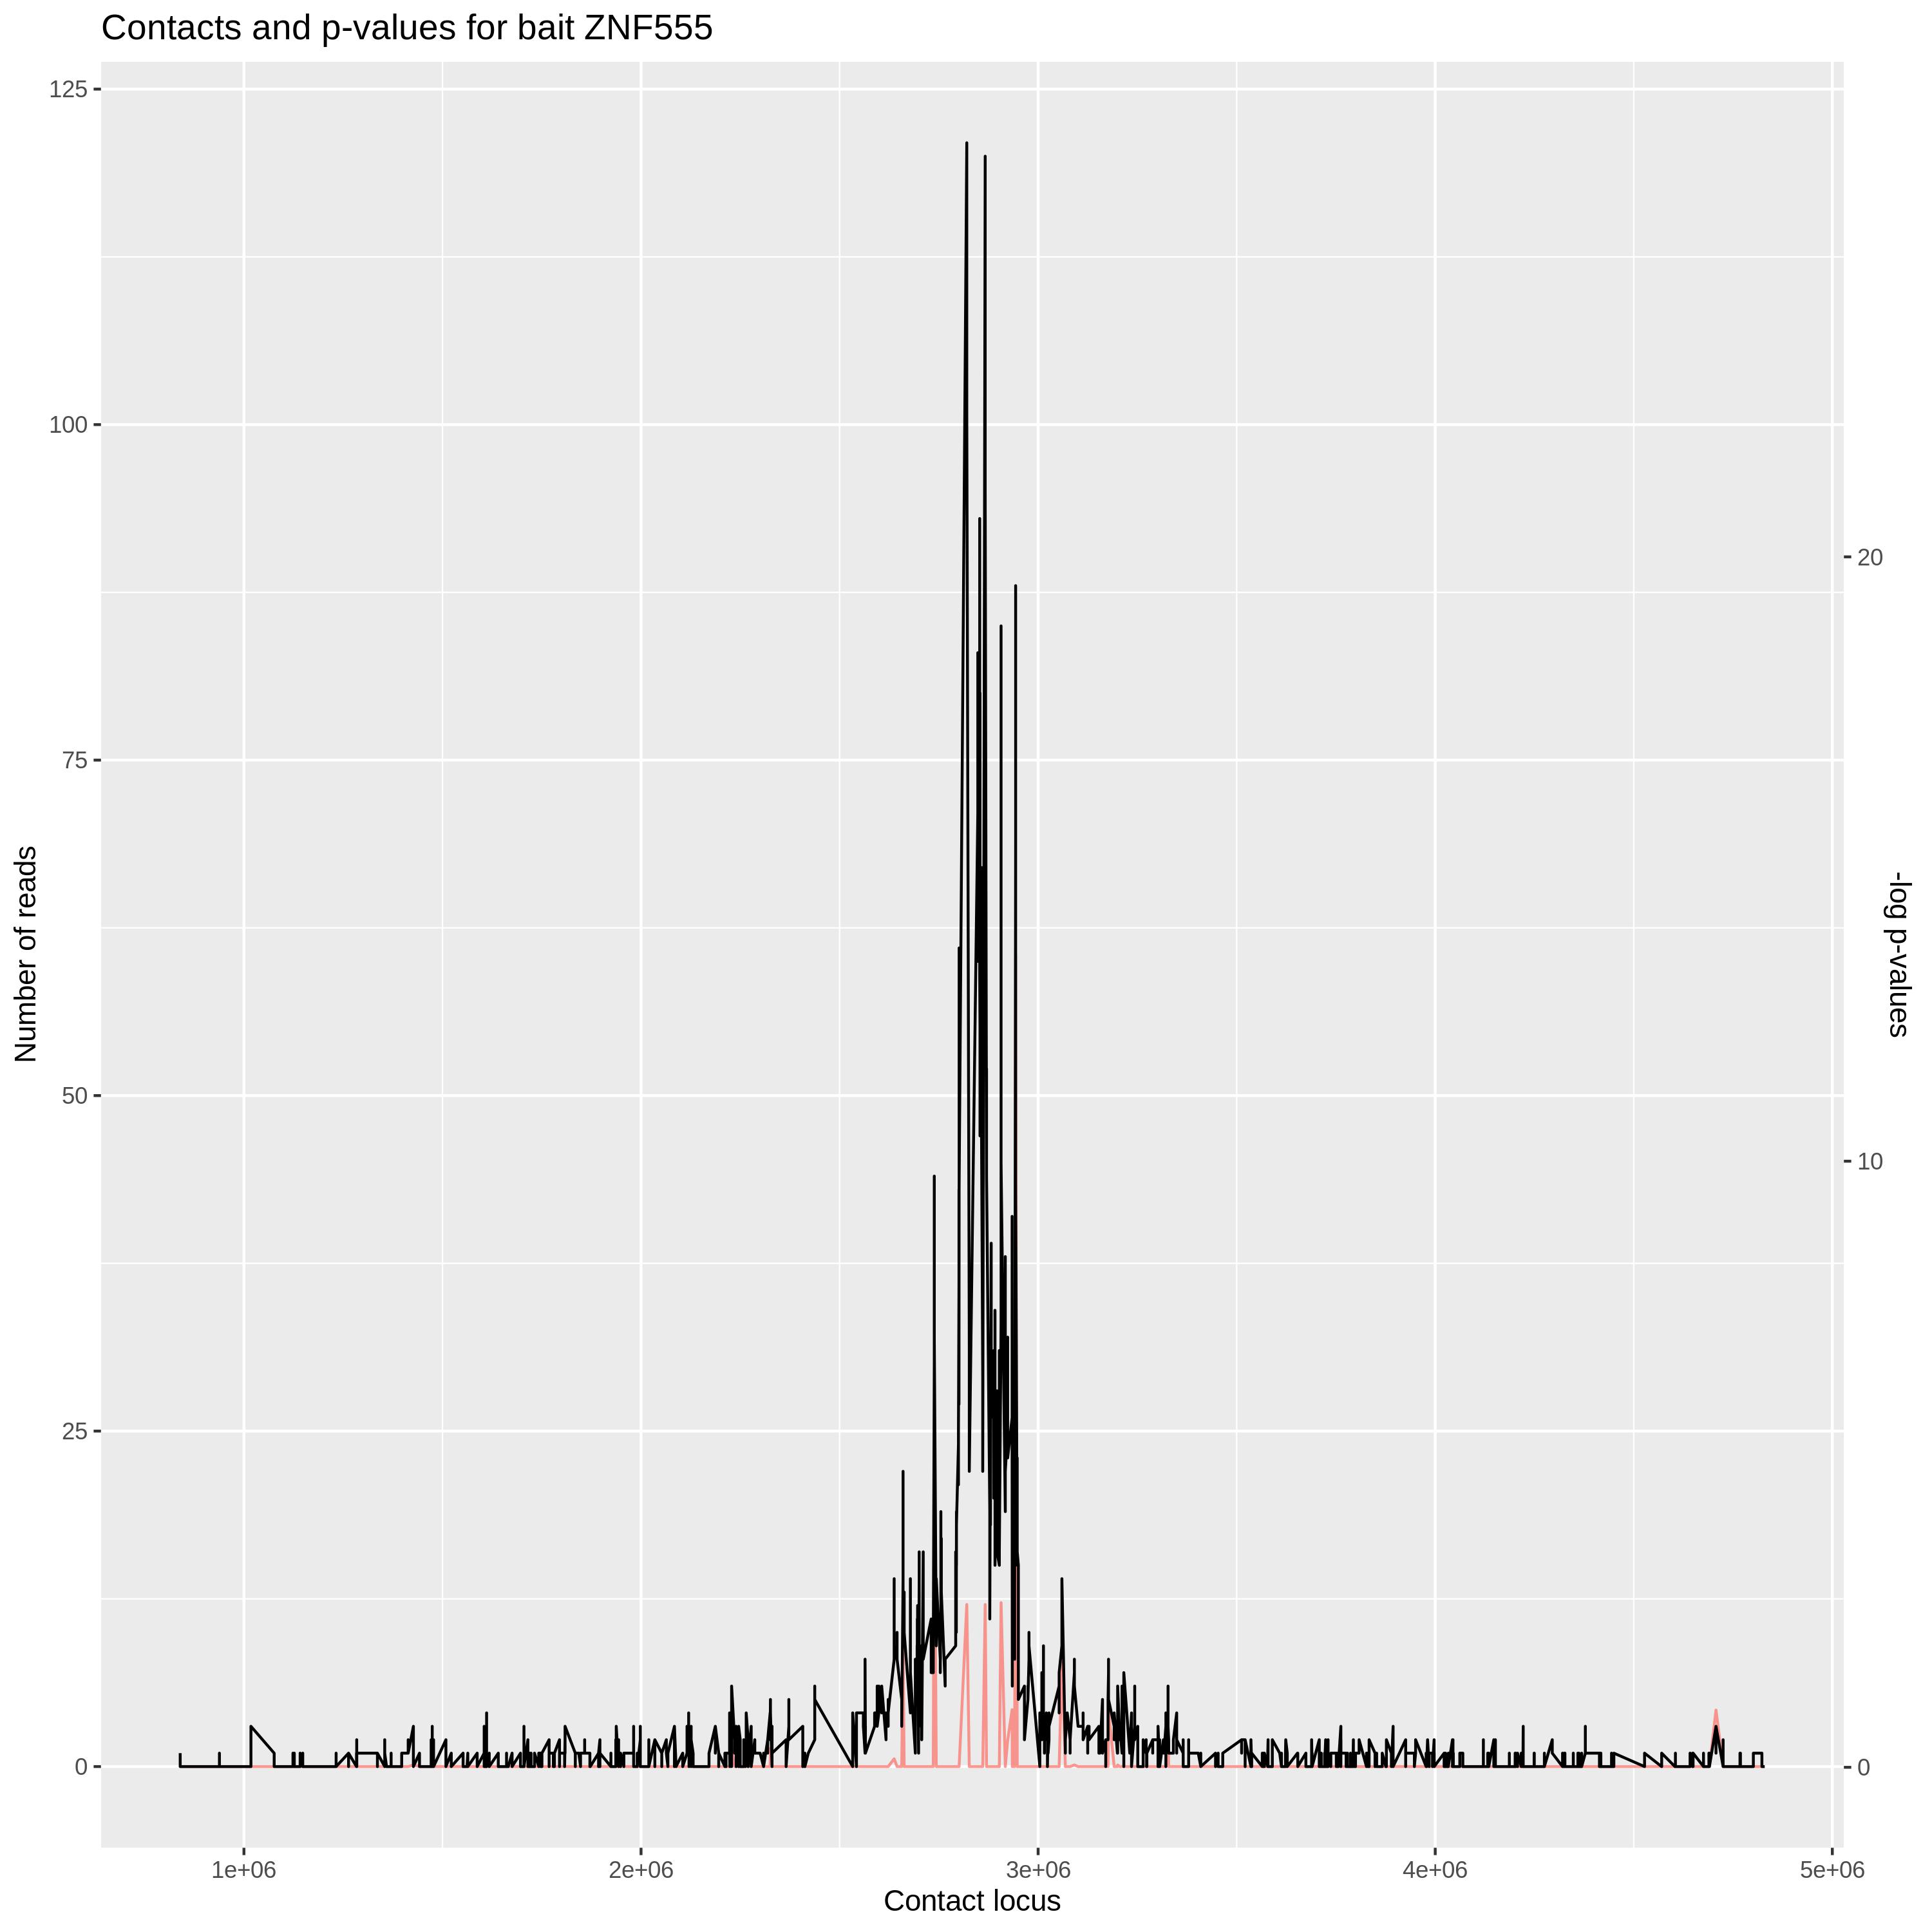 Contacts and p-values for bait ZNF555
125
100
75
50
25
0
Number of reads
20
10
0
-log p-values
1e+06
2e+06
3e+06
4e+06
5e+06
Contact locus